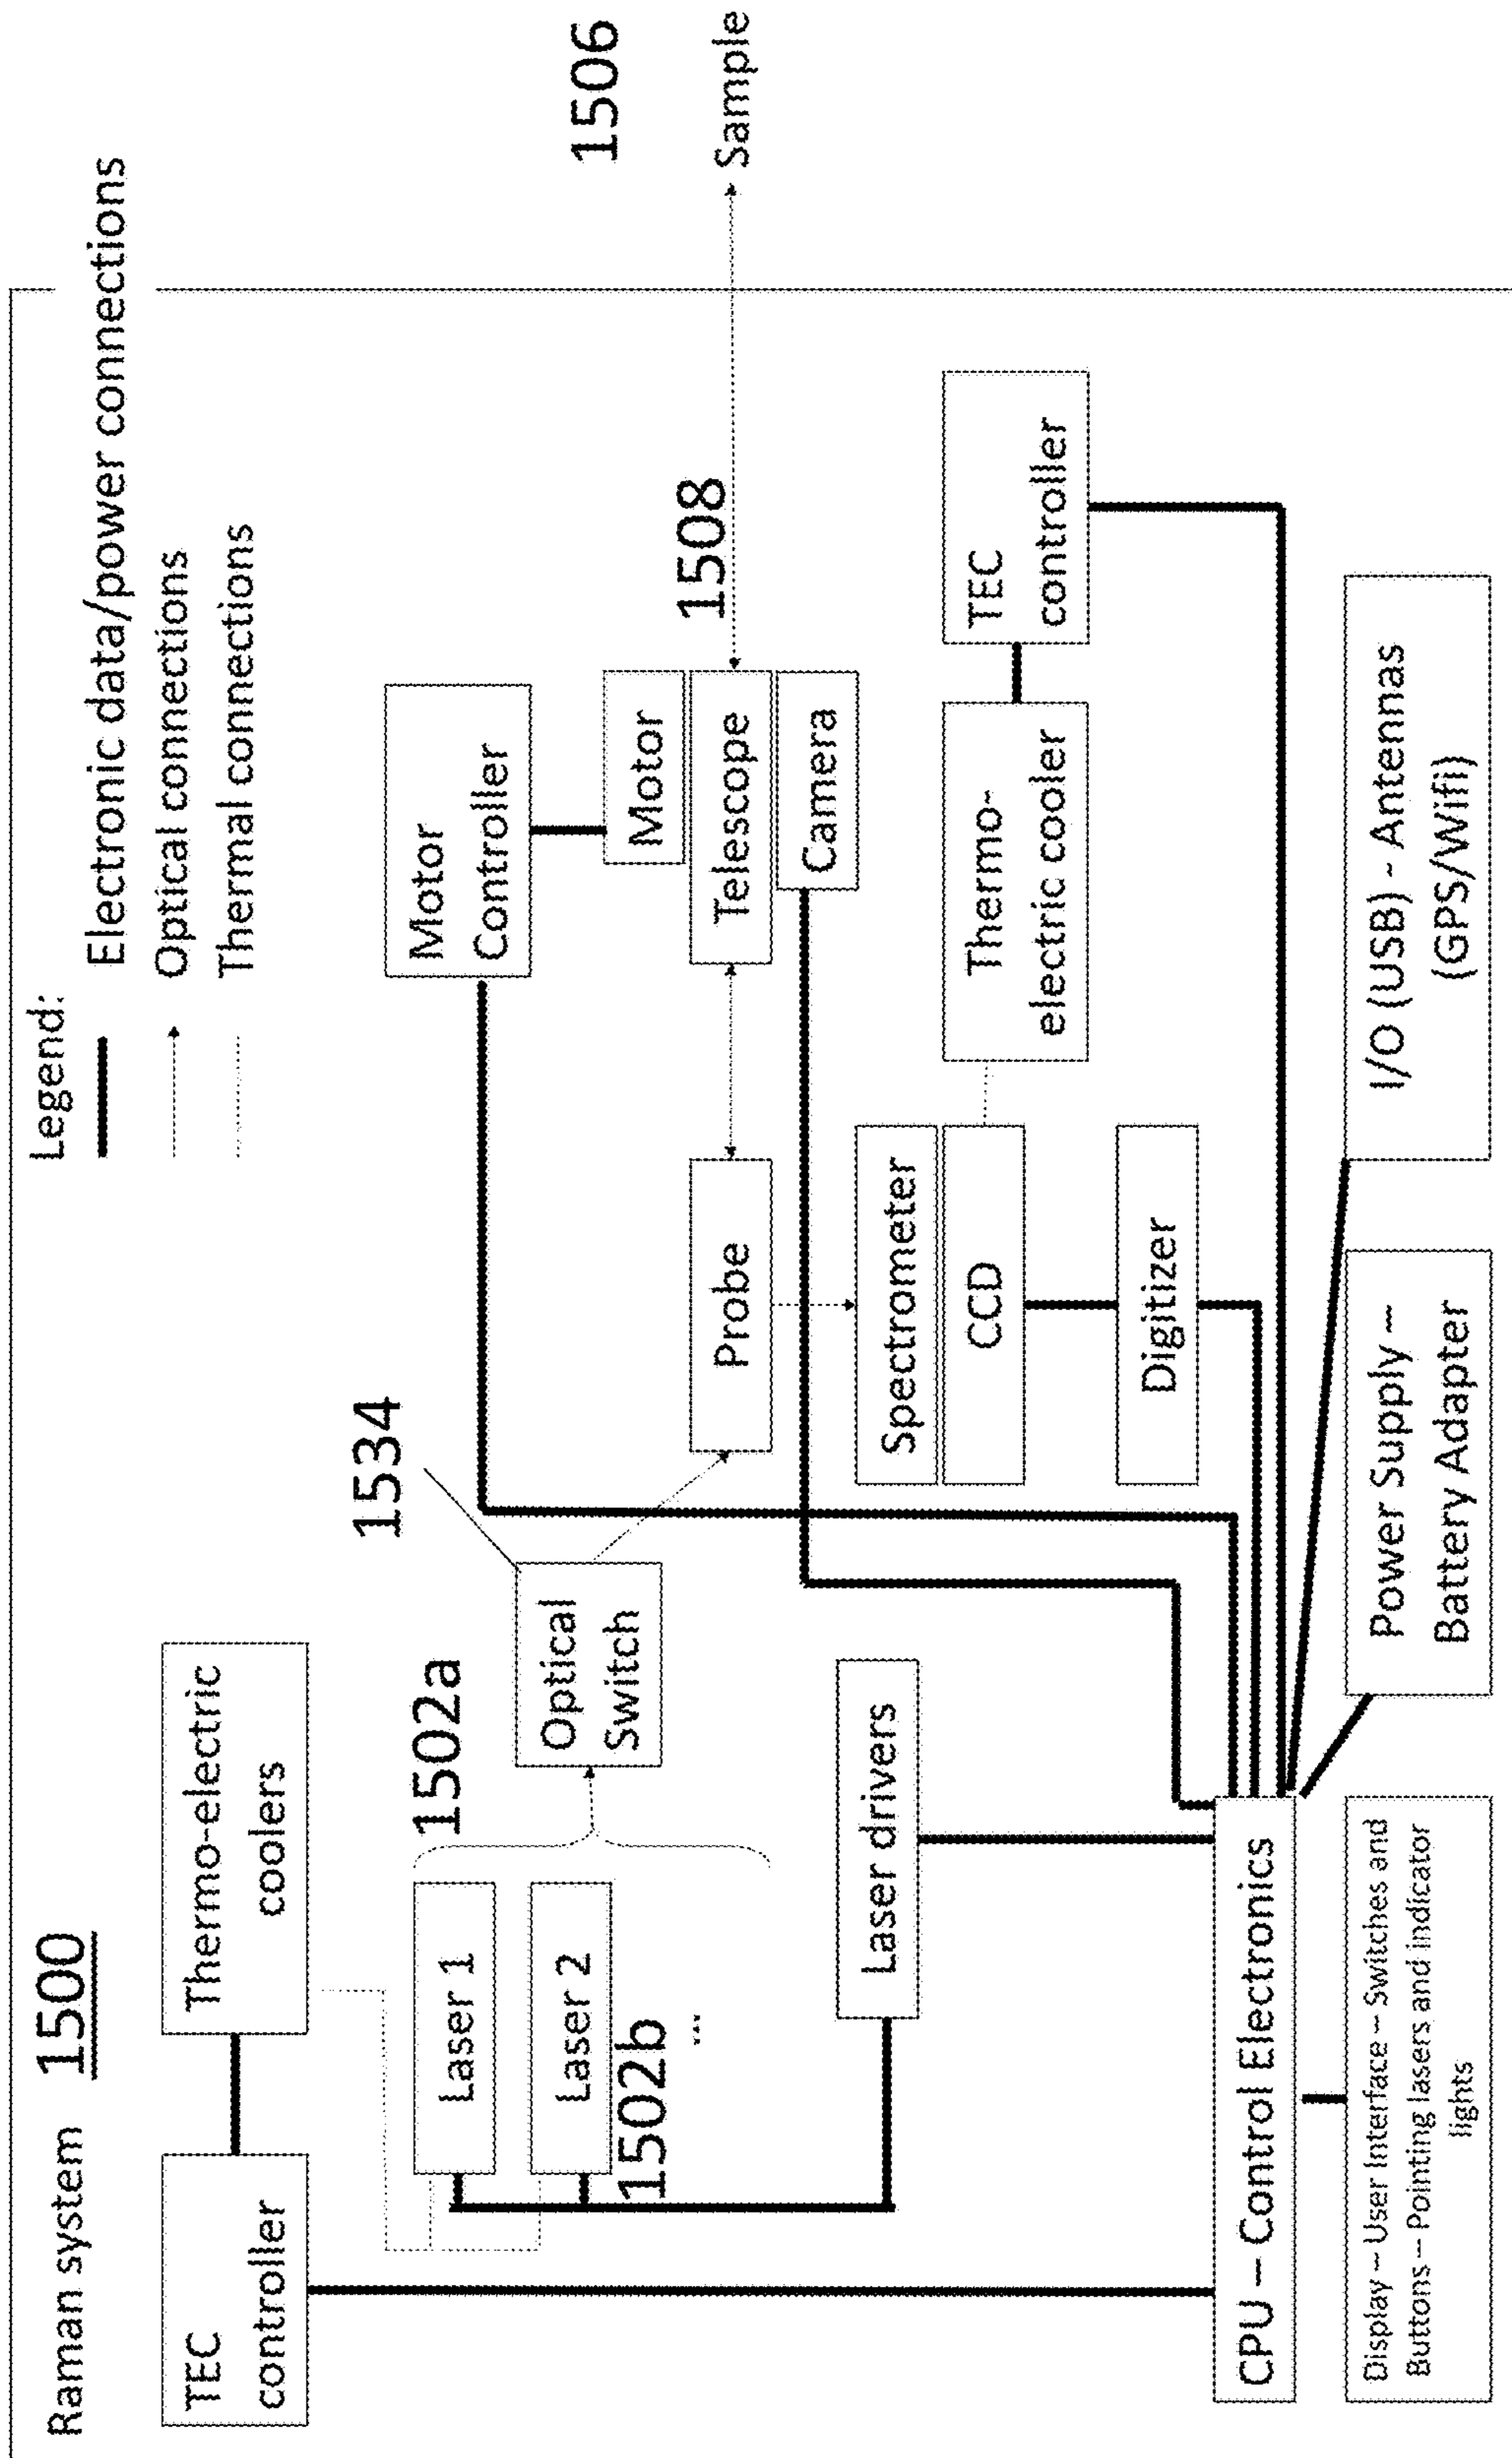 Raman system 1500
Legend:
Electronic data/power connections
Optical connections
Thermal connections
TEC
controller
Thermo-electric
coolers
1534
Motor
Controller
1506
Sample
1502a
Laser 1
Laser 2
1502b
...
Optical
Switch
Probe
Motor
Telescope
Camera
1508
Laser drivers
Spectrometer
CCD
Digitizer
Thermo-
electric cooler
TEC
controller
CPU – Control Electronics
Display – User Interface – Switches and
Buttons – Pointing lasers and indicator
lights
Power Supply –
Battery Adapter
I/O (USB) - Antennas
(GPS/Wifi)